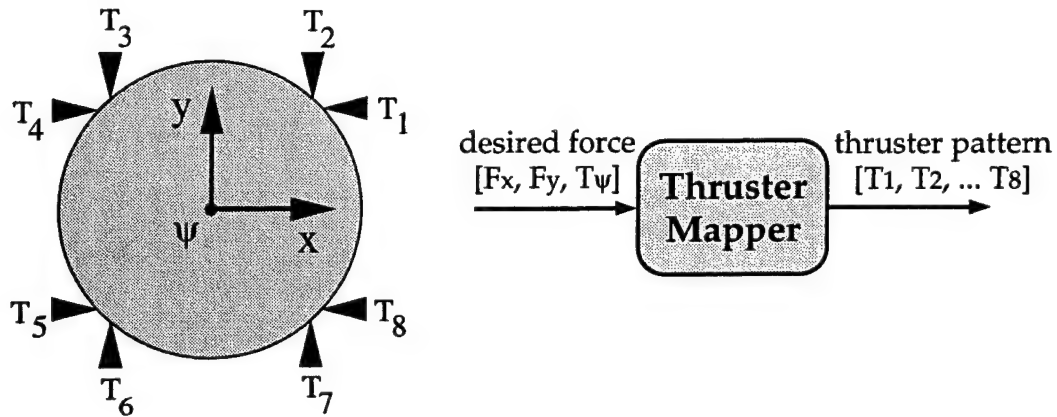 T3 T2
T4 y T1
ψ x
T5 T8
T6 T7
desired force
[Fx, Fy, Tψ]
Thruster
Mapper
thruster pattern
[T1, T2, ... T8]